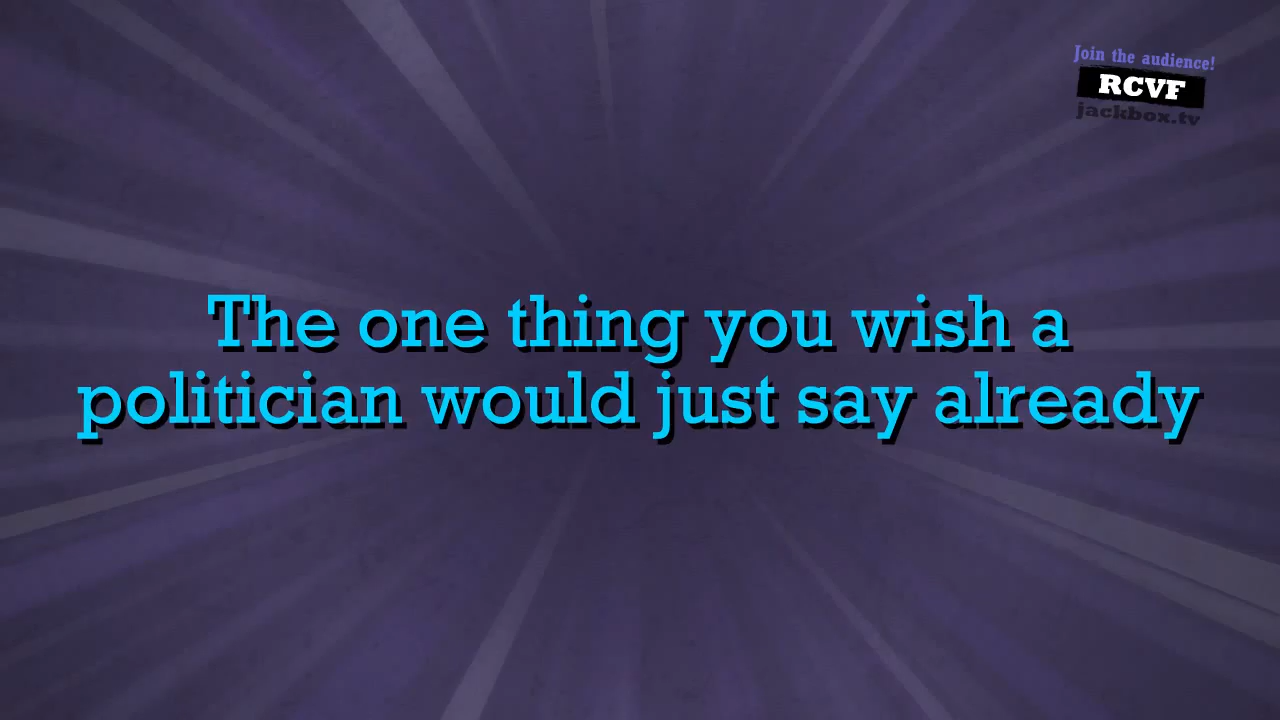 Join the audience!
RCVF
jackbox.tv
The one thing you wish a
politician would just say already